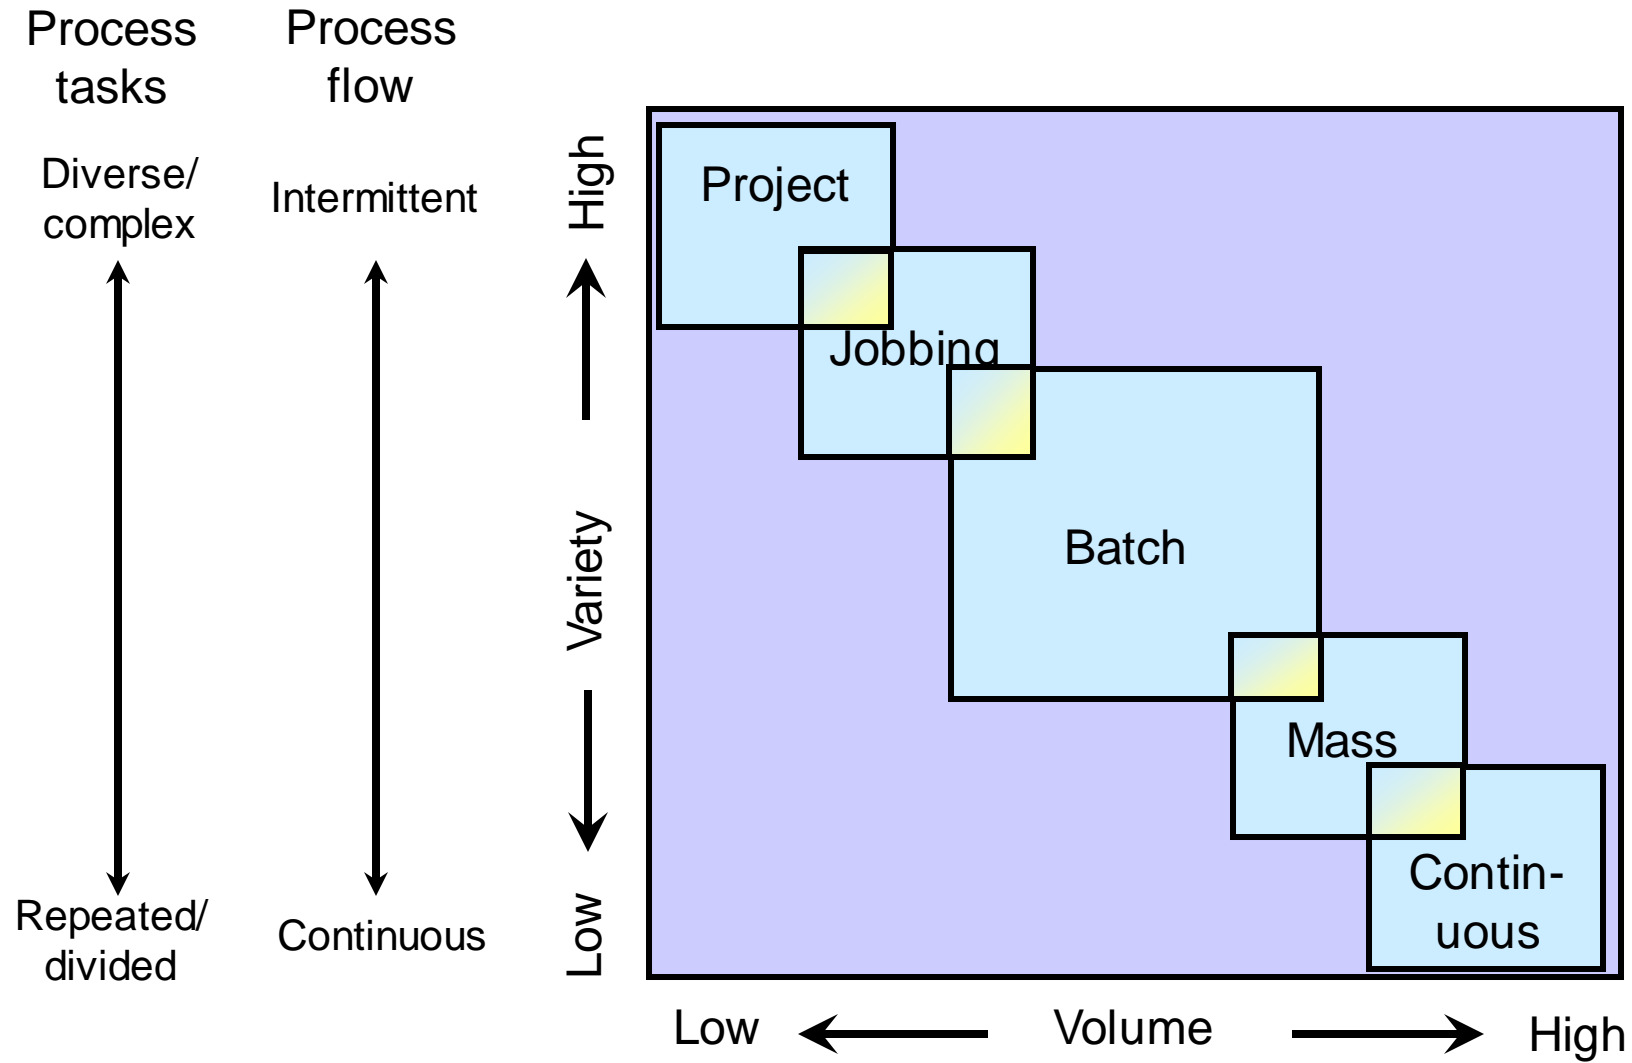 Process
tasks
Process
flow
Diverse/
complex
Intermittent
High
Project
Jobbing
Variety
Batch
Mass
Contin-
uous
Repeated/
divided
Continuous
Low
Low
Volume
High